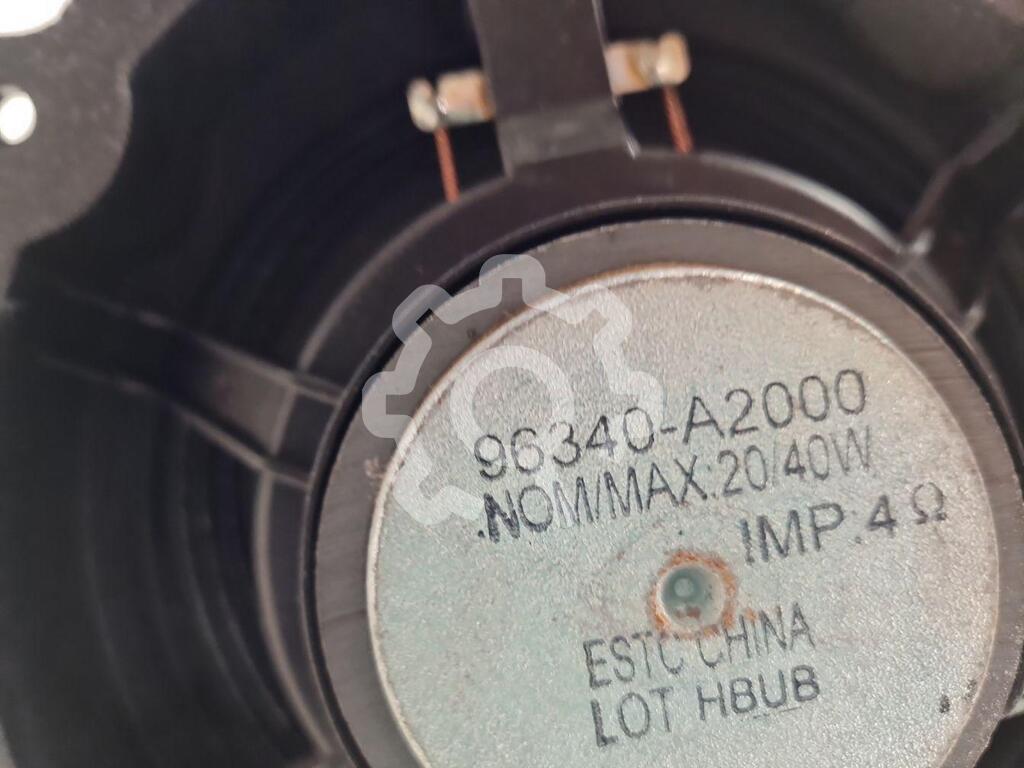 96340-A2000
NOM/MAX:20/40W
IMP:4Ω
ESTC CHINA
LOT HBUB